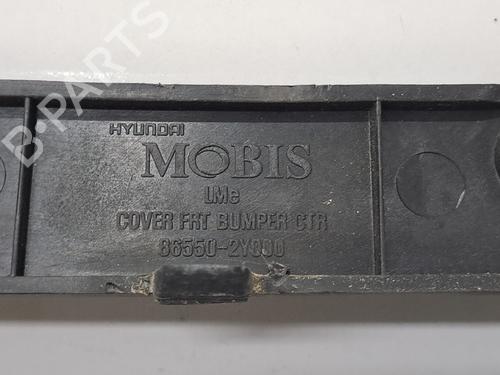 B-PARTS
HYUNDAI
MOBIS
LMe
COVER FRT BUMPER CTR
86550-2Y000